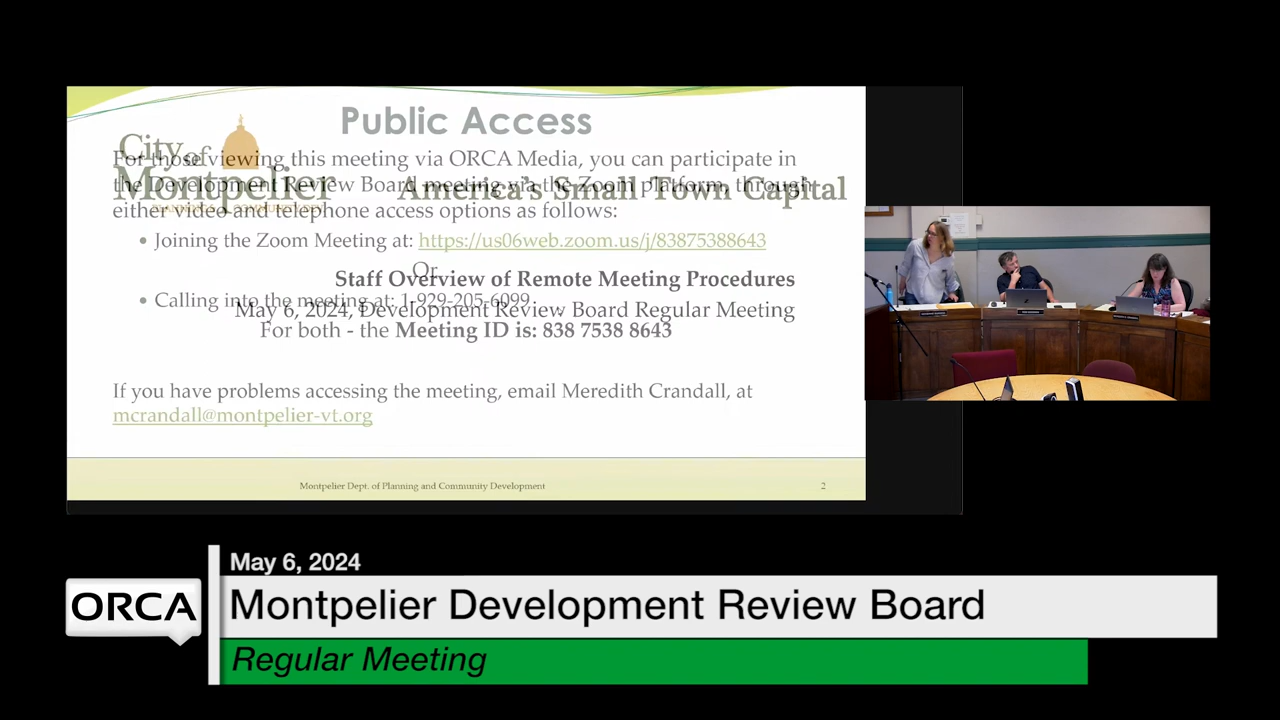 Public Access
City of
Montpelier
America's Small Town Capital
For those viewing this meeting via ORCA Media, you can participate in
the Development Review Board meeting via the Zoom platform, through
either video and telephone access options as follows:
• Joining the Zoom Meeting at: https://us06web.zoom.us/j/83875388643
Or
Staff Overview of Remote Meeting Procedures
• Calling into the meeting at: 1-929-205-6099
May 6, 2024, Development Review Board Regular Meeting
For both - the Meeting ID is: 838 7538 8643
If you have problems accessing the meeting, email Meredith Crandall, at
mcrandall@montpelier-vt.org
Montpelier Dept. of Planning and Community Development
2
May 6, 2024
ORCA
Montpelier Development Review Board
Regular Meeting